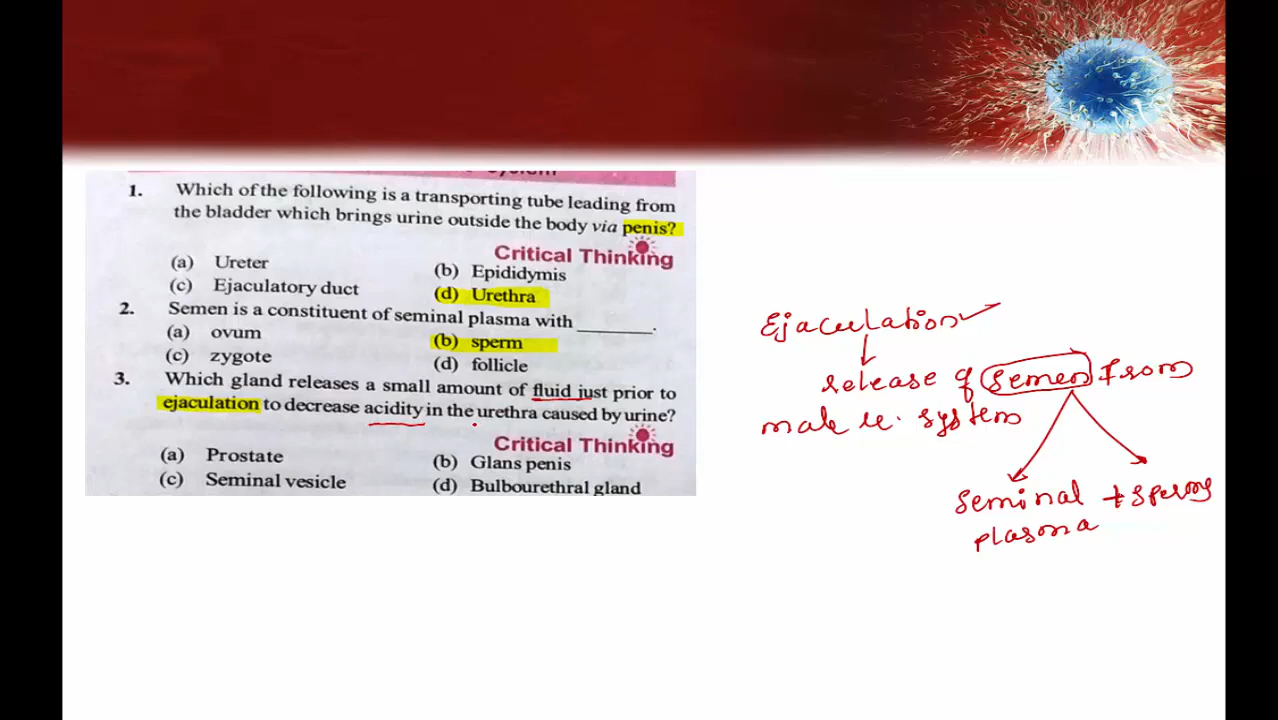 1. Which of the following is a transporting tube leading from
the bladder which brings urine outside the body via penis?
Critical Thinking
(a) Ureter (b) Epididymis
(c) Ejaculatory duct (d) Urethra
2. Semen is a constituent of seminal plasma with ________.
(a) ovum (b) sperm
(c) zygote (d) follicle
3. Which gland releases a small amount of fluid just prior to
ejaculation to decrease acidity in the urethra caused by urine?
Critical Thinking
(a) Prostate (b) Glans penis
(c) Seminal vesicle (d) Bulbourethral gland
Ejaculation
release of semen from
male re. system
seminal + sperms
plasma